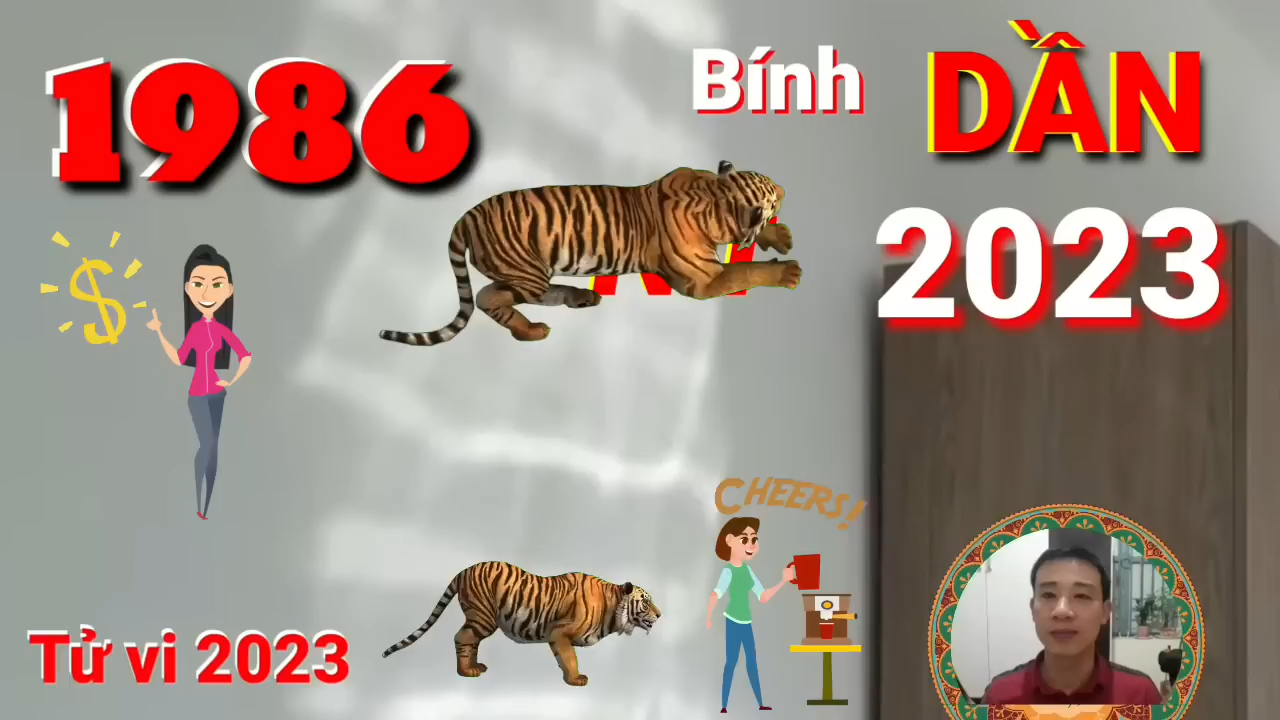 1986
Bính DẦN
2023
CHEERS!
Tử vi 2023